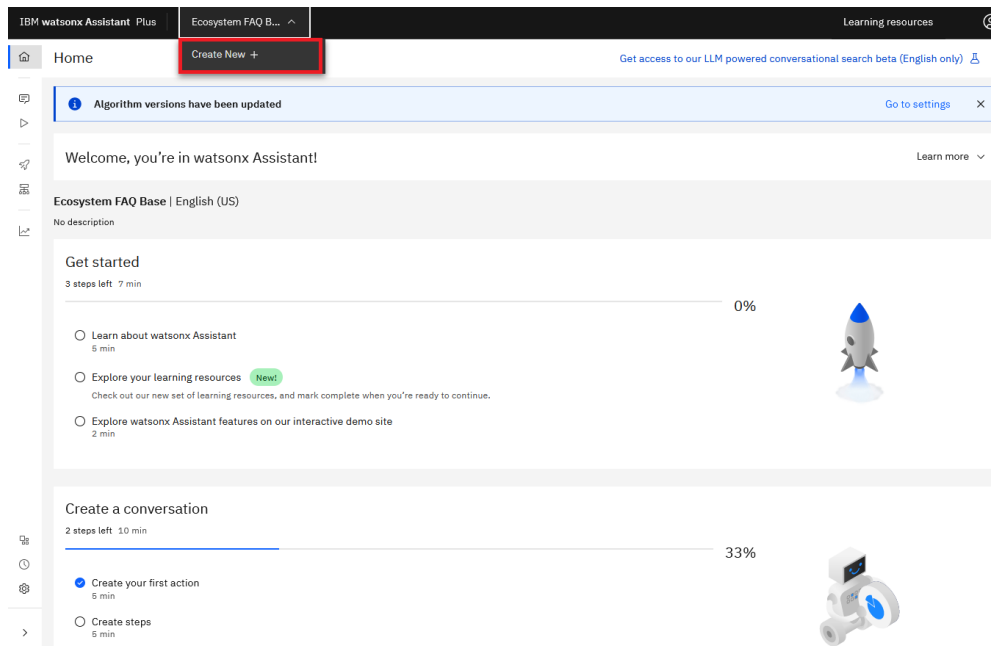 IBM watsonx Assistant Plus
Ecosystem FAQ B...
Learning resources
Create New +
Home
Get access to our LLM powered conversational search beta (English only)
Algorithm versions have been updated
Go to settings
Welcome, you're in watsonx Assistant!
Learn more
Ecosystem FAQ Base | English (US)
No description
Get started
3 steps left 7 min
0%
Learn about watsonx Assistant
5 min
Explore your learning resources New!
Check out our new set of learning resources, and mark complete when you're ready to continue.
Explore watsonx Assistant features on our interactive demo site
2 min
Create a conversation
2 steps left 10 min
33%
Create your first action
5 min
Create steps
5 min